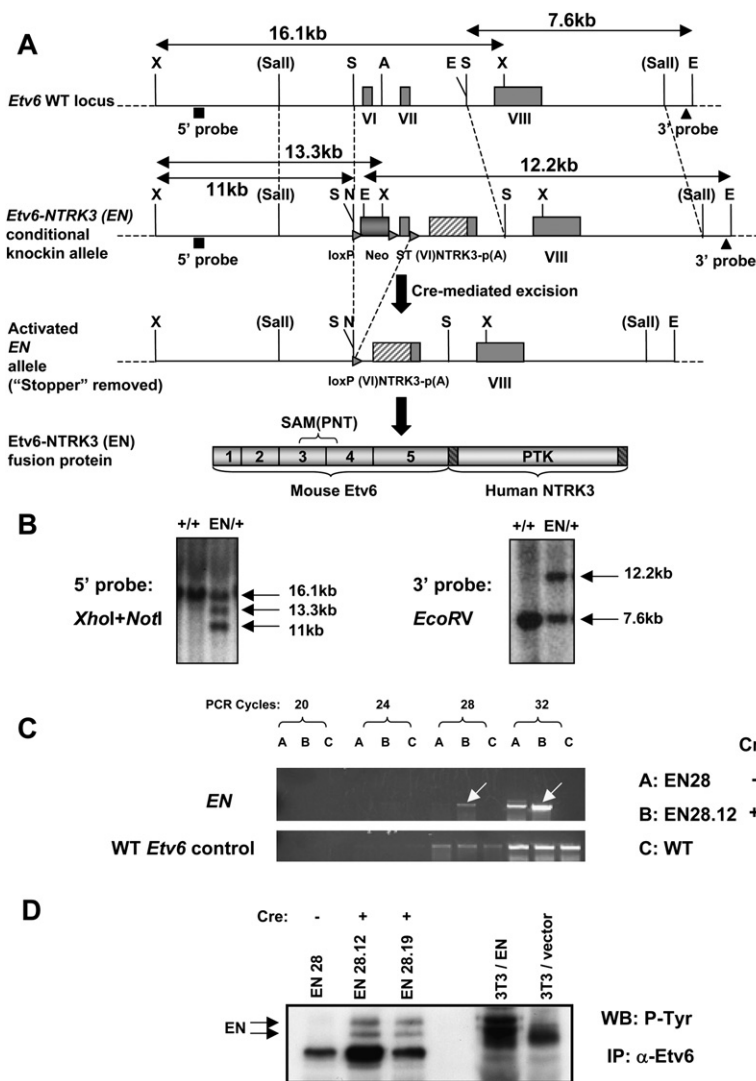 A
16.1kb
7.6kb
X (SalI) S A E S X (SalI) E
Etv6 WT locus
VI VII VIII
5’ probe
3’ probe
13.3kb
12.2kb
11kb
X (SalI) S N E X S X (SalI) E
Etv6-NTRK3 (EN)
conditional
knockin allele
loxP Neo ST (VI)NTRK3-p(A)
VIII
5’ probe
3’ probe
Cre-mediated excision
Activated
EN
allele
(“Stopper” removed)
X (SalI) S N S X (SalI) E
loxP (VI)NTRK3-p(A)
VIII
SAM(PNT)
Etv6-NTRK3 (EN)
fusion protein
1 2 3 4 5 PTK
Mouse Etv6 Human NTRK3
B
+/+ EN/+
5’ probe:
XhoI+NotI
16.1kb
13.3kb
11kb
+/+ EN/+
3’ probe:
EcoRV
12.2kb
7.6kb
C
PCR Cycles: 20 24 28 32
A B C A B C A B C A B C
EN
WT Etv6 control
A: EN28 -
B: EN28.12 +
C: WT
D
Cre: - + +
EN 28
EN 28.12
EN 28.19
3T3 / EN
3T3 / vector
EN
WB: P-Tyr
IP: α-Etv6